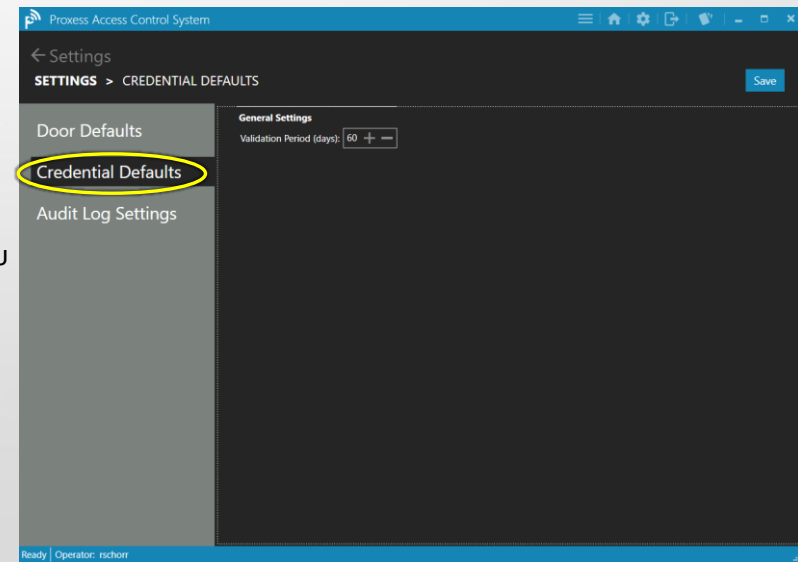 Proxess Access Control System
Settings
SETTINGS > CREDENTIAL DEFAULTS
Save
Door Defaults
Credential Defaults
Audit Log Settings
General Settings
Validation Period (days): 60
Ready Operator: rschorr